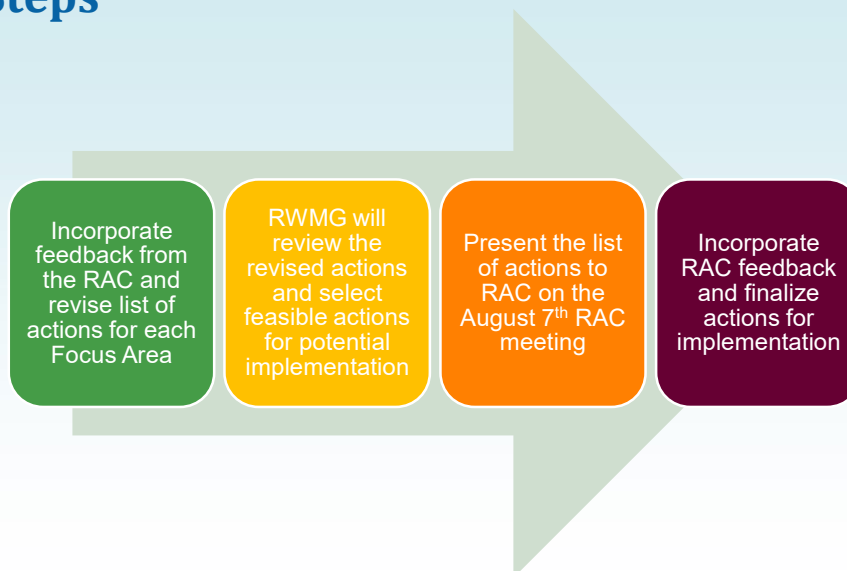 Steps
Incorporate
feedback from
the RAC and
revise list of
actions for each
Focus Area
RWMG will
review the
revised actions
and select
feasible actions
for potential
implementation
Present the list
of actions to
RAC on the
August 7th RAC
meeting
Incorporate
RAC feedback
and finalize
actions for
implementation